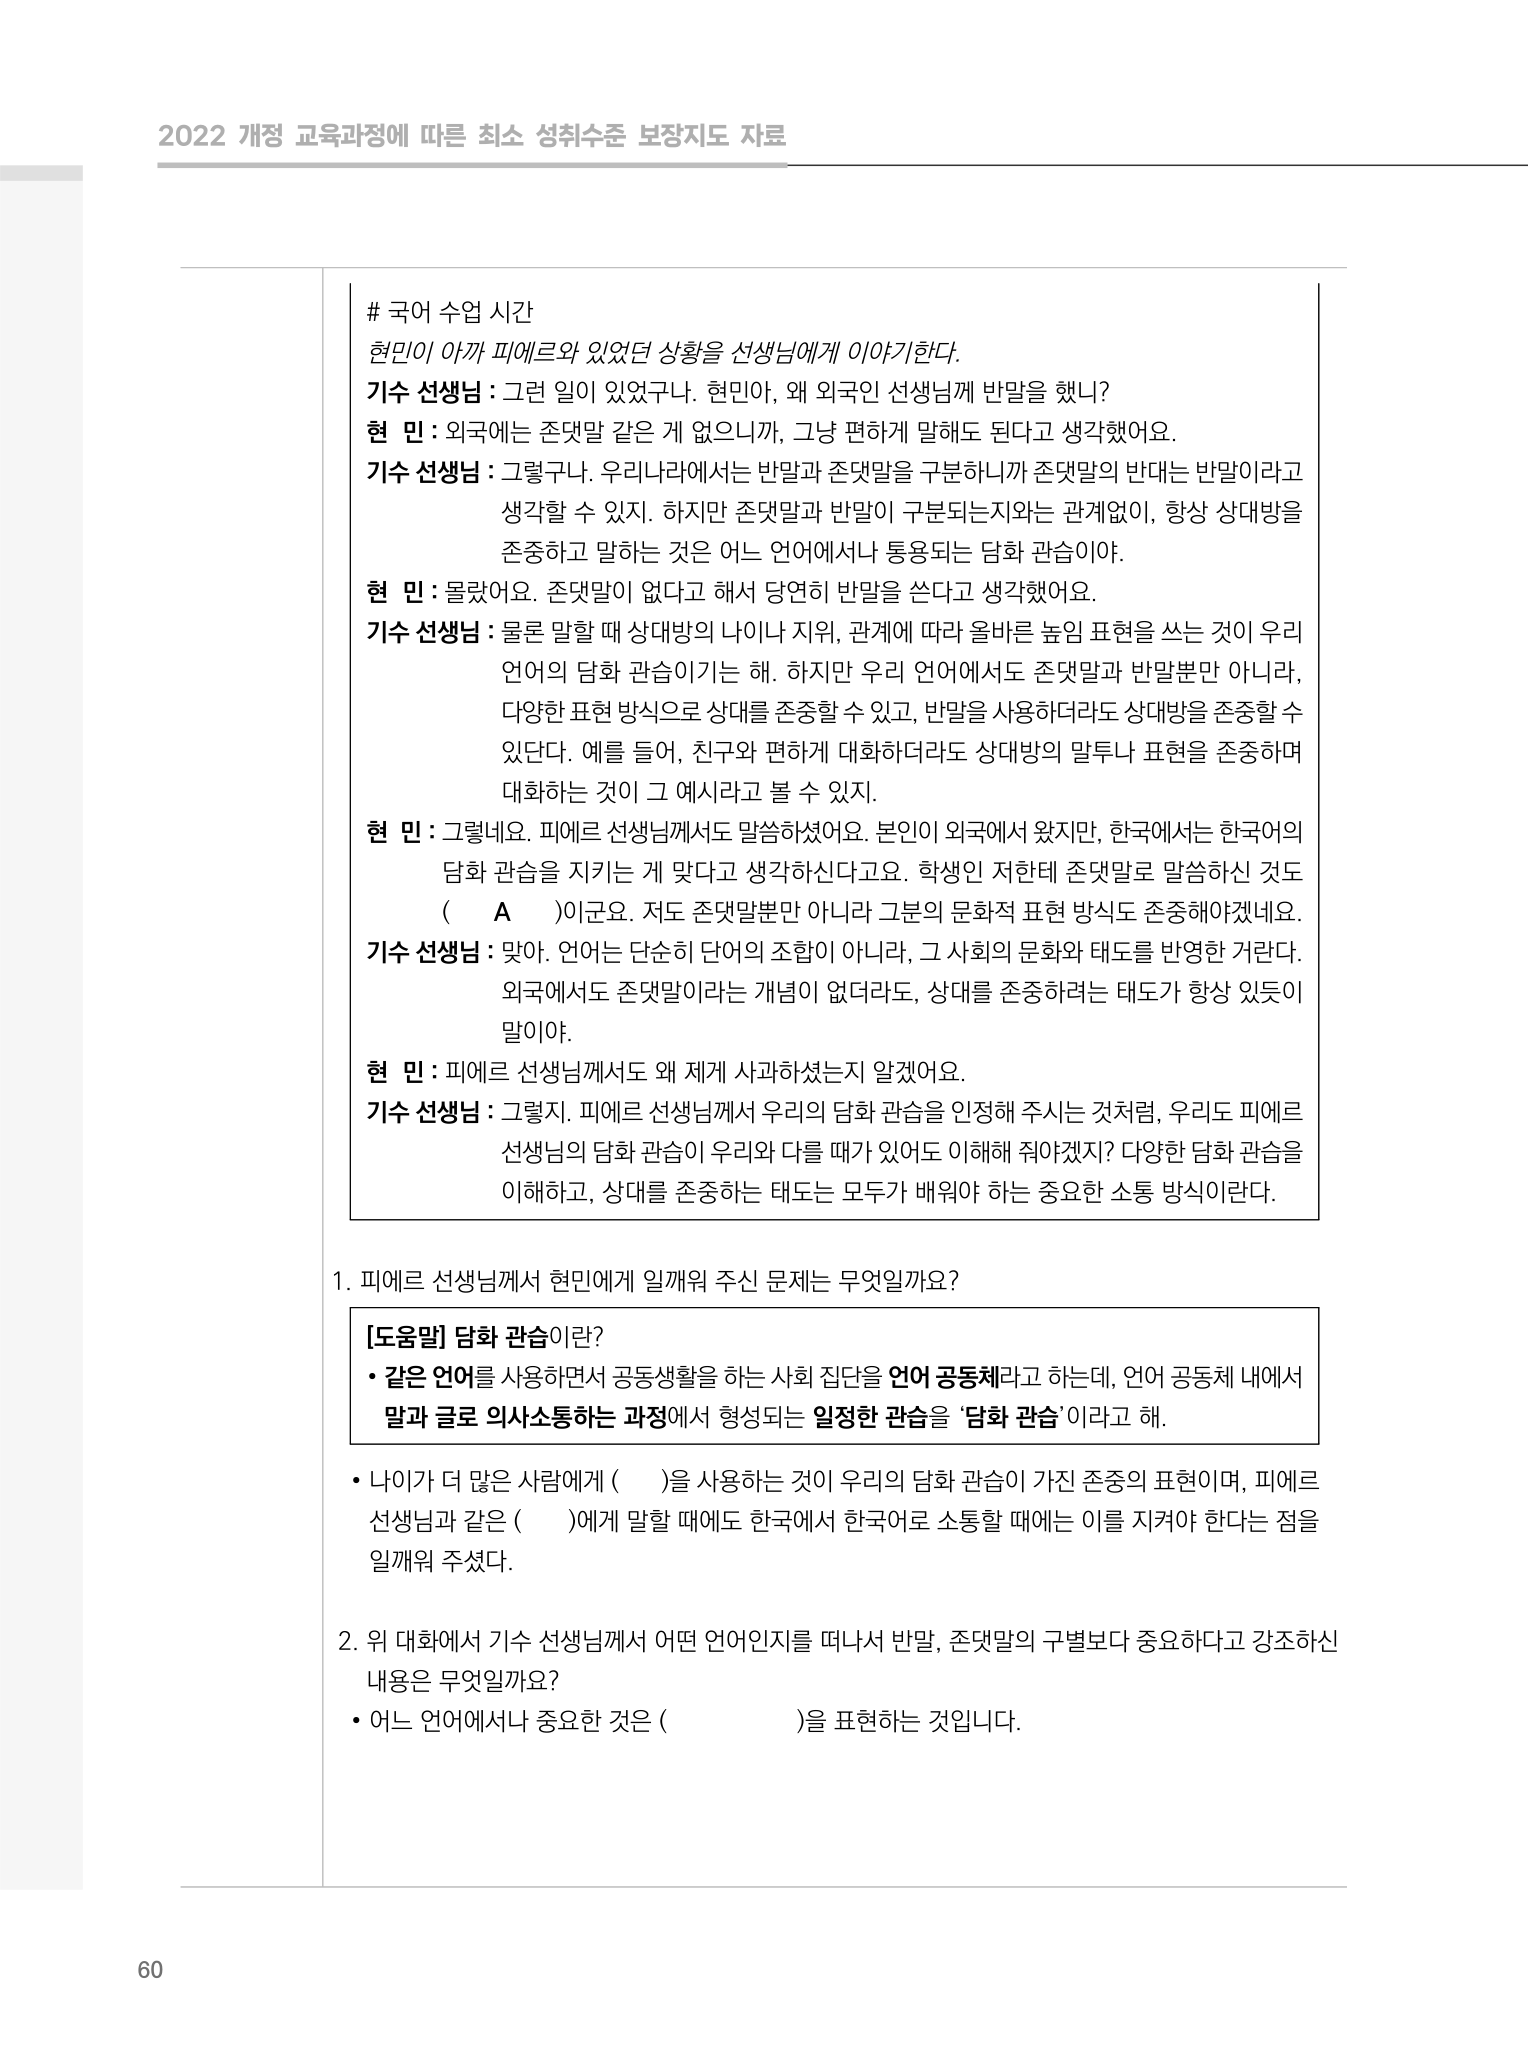 2022 개정 교육과정에 따른 최소 성취수준 보장지도 자료
# 국어 수업 시간
현민이 아까 피에르와 있었던 상황을 선생님에게 이야기한다.
기수 선생님 : 그런 일이 있었구나. 현민아, 왜 외국인 선생님께 반말을 했니?
현 민 : 외국에는 존댓말 같은 게 없으니까, 그냥 편하게 말해도 된다고 생각했어요.
기수 선생님 : 그렇구나. 우리나라에서는 반말과 존댓말을 구분하니까 존댓말의 반대는 반말이라고
생각할 수 있지. 하지만 존댓말과 반말이 구분되는지와는 관계없이, 항상 상대방을
존중하고 말하는 것은 어느 언어에서나 통용되는 담화 관습이야.
현 민 : 몰랐어요. 존댓말이 없다고 해서 당연히 반말을 쓴다고 생각했어요.
기수 선생님 : 물론 말할 때 상대방의 나이나 지위, 관계에 따라 올바른 높임 표현을 쓰는 것이 우리
언어의 담화 관습이기는 해. 하지만 우리 언어에서도 존댓말과 반말뿐만 아니라,
다양한 표현 방식으로 상대를 존중할 수 있고, 반말을 사용하더라도 상대방을 존중할 수
있단다. 예를 들어, 친구와 편하게 대화하더라도 상대방의 말투나 표현을 존중하며
대화하는 것이 그 예시라고 볼 수 있지.
현 민 : 그렇네요. 피에르 선생님께서도 말씀하셨어요. 본인이 외국에서 왔지만, 한국에서는 한국어의
담화 관습을 지키는 게 맞다고 생각하신다고요. 학생인 저한테 존댓말로 말씀하신 것도
( A )이군요. 저도 존댓말뿐만 아니라 그분의 문화적 표현 방식도 존중해야겠네요.
기수 선생님 : 맞아. 언어는 단순히 단어의 조합이 아니라, 그 사회의 문화와 태도를 반영한 거란다.
외국에서도 존댓말이라는 개념이 없더라도, 상대를 존중하려는 태도가 항상 있듯이
말이야.
현 민 : 피에르 선생님께서도 왜 제게 사과하셨는지 알겠어요.
기수 선생님 : 그렇지. 피에르 선생님께서 우리의 담화 관습을 인정해 주시는 것처럼, 우리도 피에르
선생님의 담화 관습이 우리와 다를 때가 있어도 이해해 줘야겠지? 다양한 담화 관습을
이해하고, 상대를 존중하는 태도는 모두가 배워야 하는 중요한 소통 방식이란다.
1. 피에르 선생님께서 현민에게 일깨워 주신 문제는 무엇일까요?
[도움말] 담화 관습이란?
• 같은 언어를 사용하면서 공동생활을 하는 사회 집단을 언어 공동체라고 하는데, 언어 공동체 내에서
말과 글로 의사소통하는 과정에서 형성되는 일정한 관습을 ‘담화 관습’이라고 해.
• 나이가 더 많은 사람에게 ( )을 사용하는 것이 우리의 담화 관습이 가진 존중의 표현이며, 피에르
선생님과 같은 ( )에게 말할 때에도 한국에서 한국어로 소통할 때에는 이를 지켜야 한다는 점을
일깨워 주셨다.
2. 위 대화에서 기수 선생님께서 어떤 언어인지를 떠나서 반말, 존댓말의 구별보다 중요하다고 강조하신
내용은 무엇일까요?
• 어느 언어에서나 중요한 것은 ( )을 표현하는 것입니다.
60